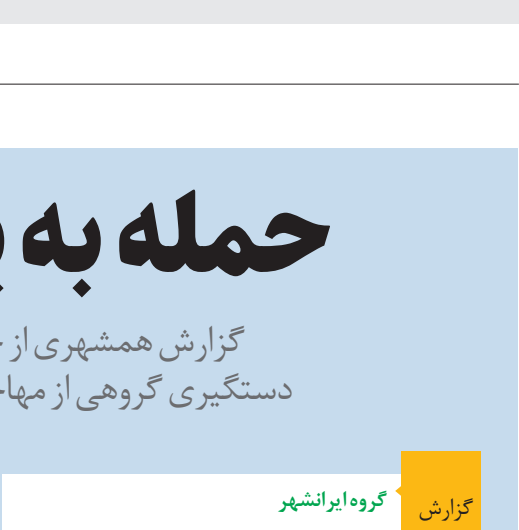 حمله به
گزارش همشهری از
دستگیری گروهی از
گزارش
گروه ایرانشهر